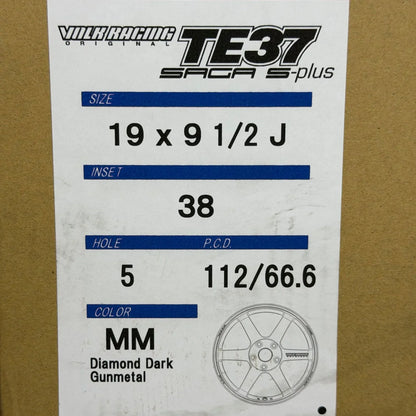 VOLK RACING TE37
ORIGINAL
SAGA S-plus
SIZE
19 x 9 1/2 J
INSET
38
HOLE P.C.D.
5 112/66.6
COLOR
MM
Diamond Dark
Gunmetal